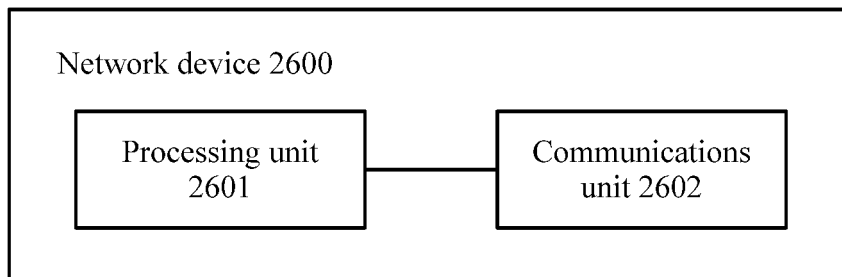 Network device 2600
Processing unit
2601
Communications
unit 2602